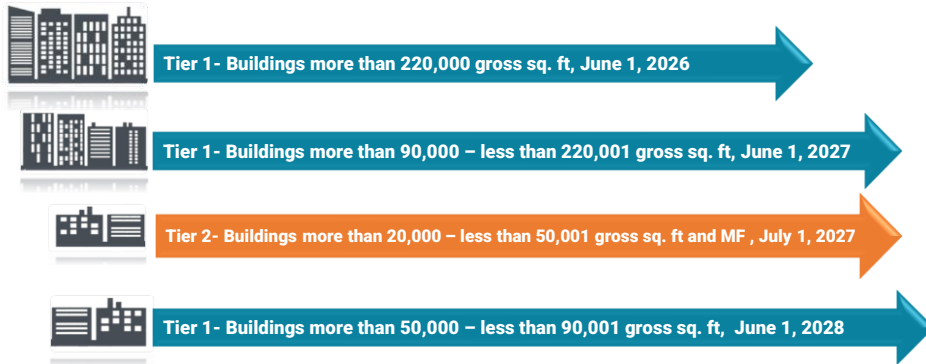 Tier 1- Buildings more than 220,000 gross sq. ft, June 1, 2026
Tier 1- Buildings more than 90,000 – less than 220,001 gross sq. ft, June 1, 2027
Tier 2- Buildings more than 20,000 – less than 50,001 gross sq. ft and MF , July 1, 2027
Tier 1- Buildings more than 50,000 – less than 90,001 gross sq. ft, June 1, 2028